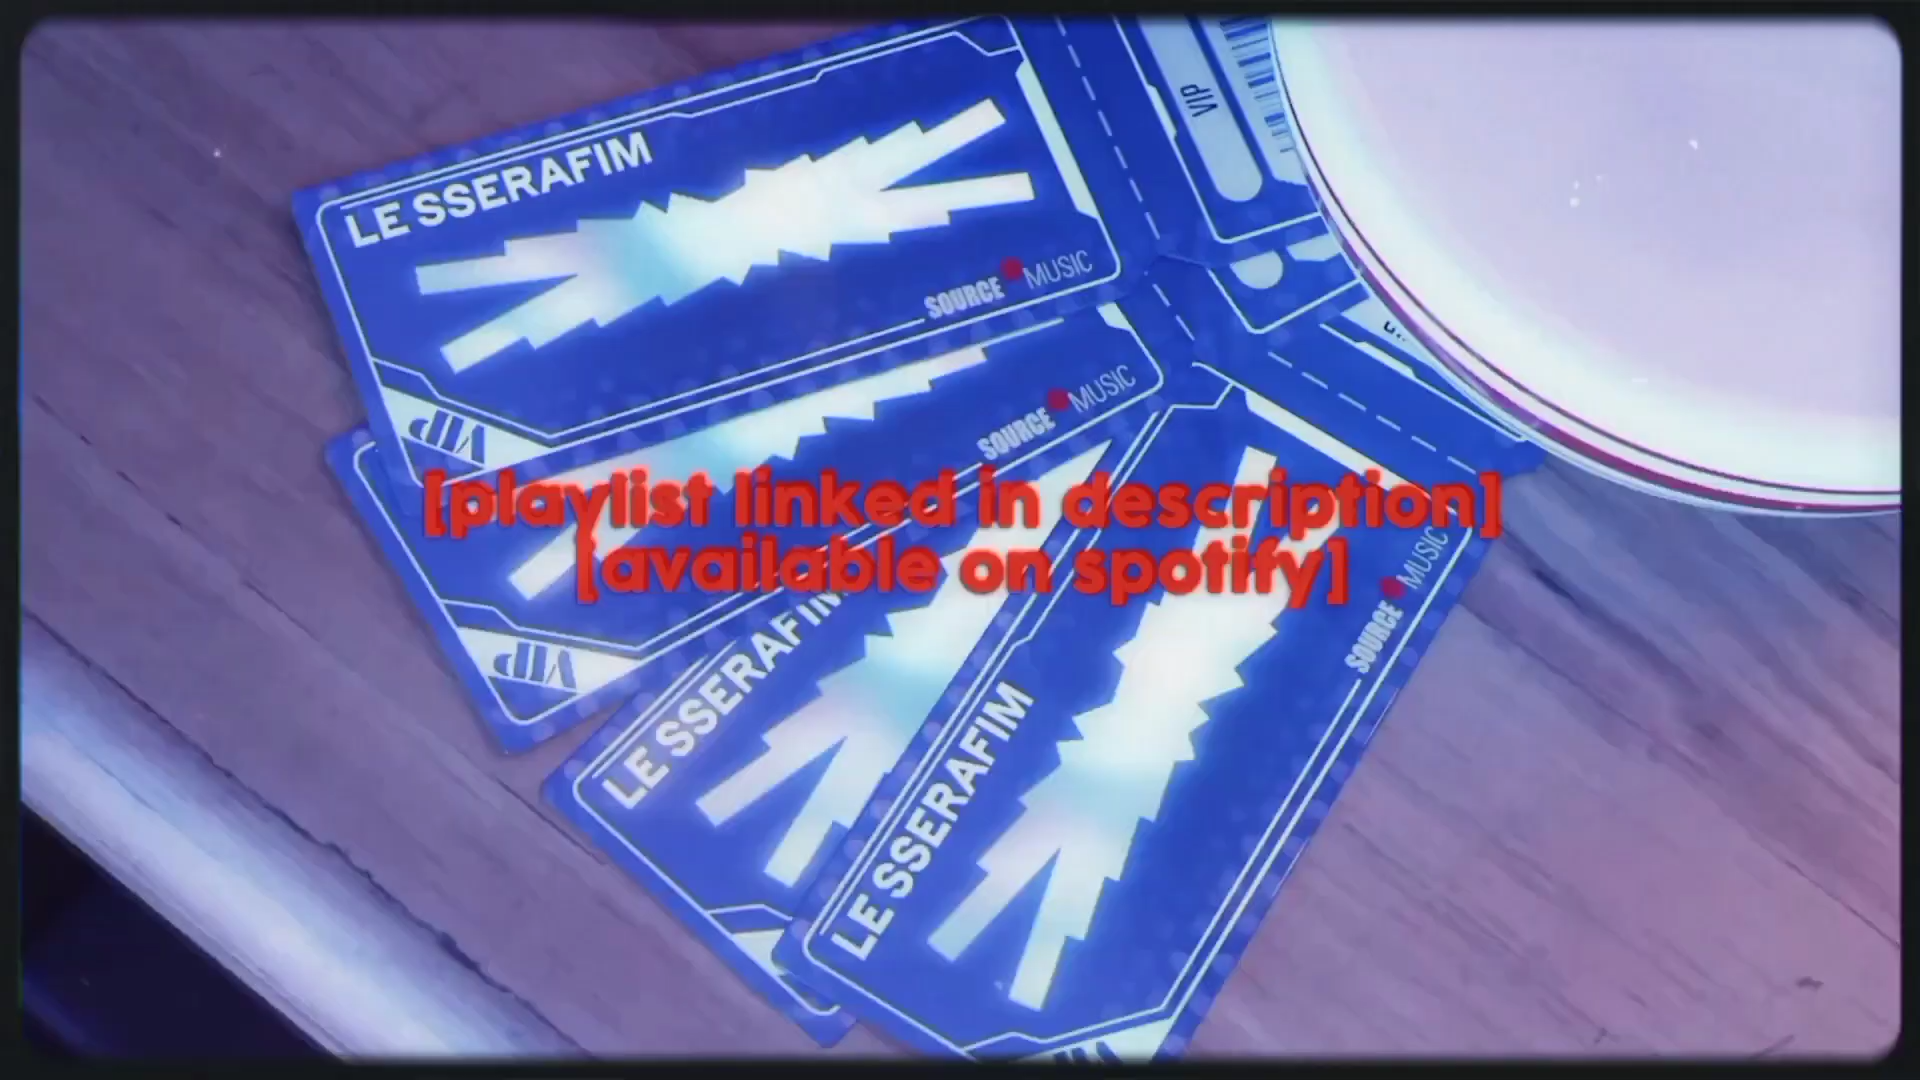 LE SSERAFIM
SOURCE MUSIC
VIP
VIP
SOURCE MUSIC
VIP
[playlist linked in description]
[available on spotify]
LE SSERAFIM
LE SSERAFIM
SOURCE MUSIC